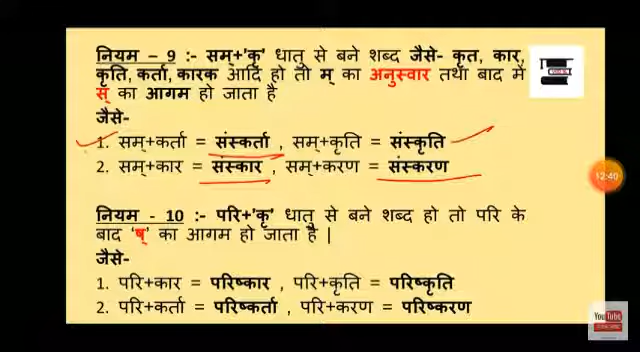 नियम – 9 :- सम्+'कृ' धातु से बने शब्द जैसे- कृत, कार,
कृति, कर्ता, कारक आदि हो तो म् का अनुस्वार तथा बाद में
स् का आगम हो जाता है
जैसे-
1. सम्+कर्ता = संस्कर्ता , सम्+कृति = संस्कृति
2. सम्+कार = संस्कार , सम्+करण = संस्करण
12:40
नियम - 10 :- परि+'कृ' धातु से बने शब्द हो तो परि के
बाद 'ष्' का आगम हो जाता है |
जैसे-
1. परि+कार = परिष्कार , परि+कृति = परिष्कृति
2. परि+कर्ता = परिष्कर्ता , परि+करण = परिष्करण
YouTube